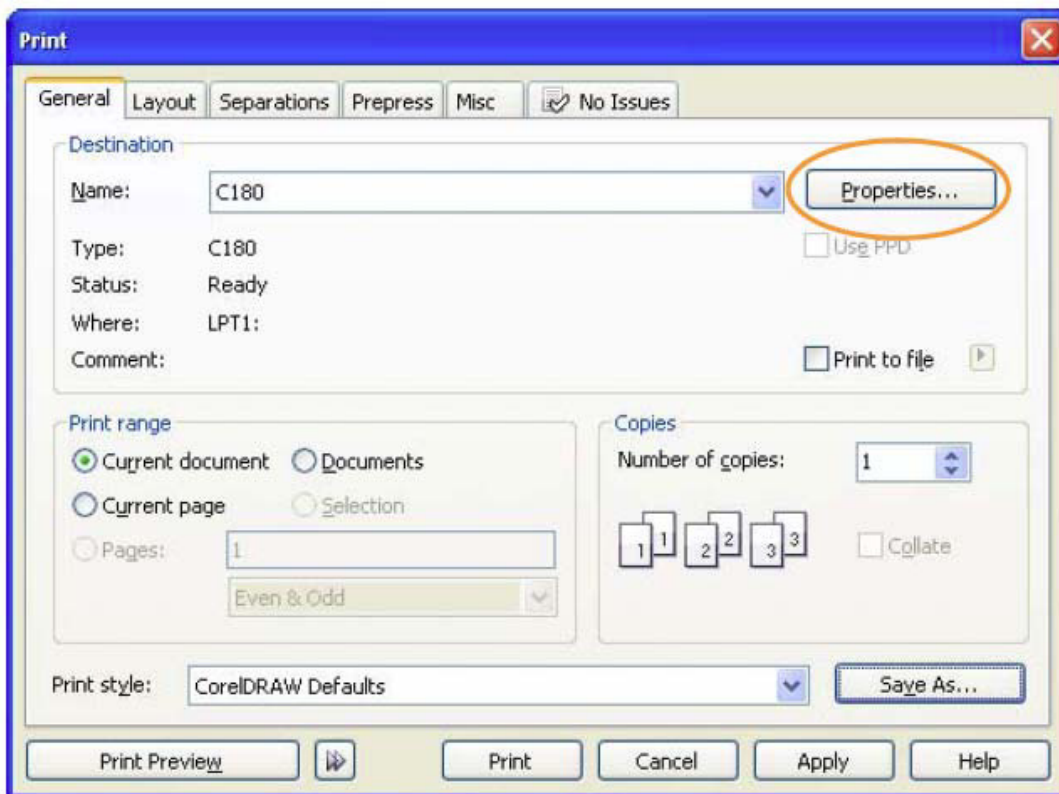 Print
General Layout Separations Prepress Misc No Issues
Destination
Name: C180 Properties...
Type: C180 Use PPD
Status: Ready
Where: LPT1:
Comment: Print to file
Print range
Current document Documents
Current page Selection
Pages: 1
Even & Odd
Copies
Number of copies: 1
1 1 2 2 3 3 Collate
Print style: CorelDRAW Defaults Save As...
Print Preview Print Cancel Apply Help